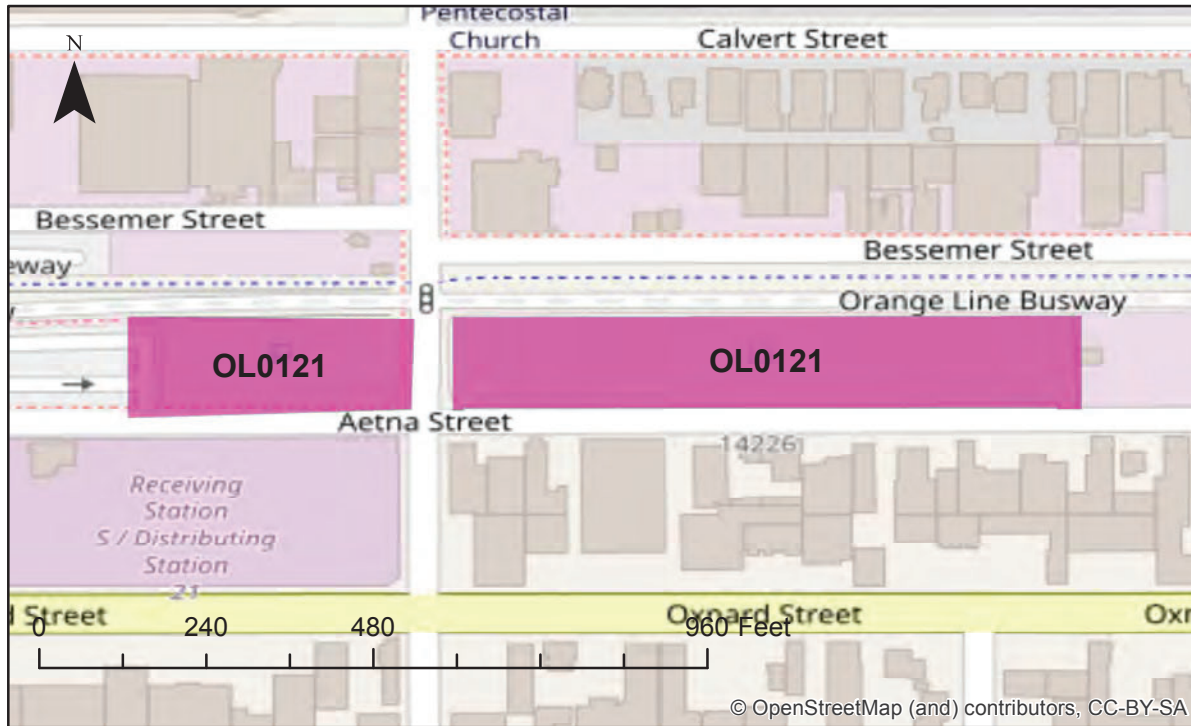 Pentecostal
Church
Calvert Street
N
Bessemer Street
Bessemer Street
eway
Orange Line Busway
OL0121
OL0121
Aetna Street
14226
Receiving
Station
S / Distributing
Station
21
d Street
Oxnard Street
Oxn
0
240
480
960 Feet
© OpenStreetMap (and) contributors, CC-BY-SA